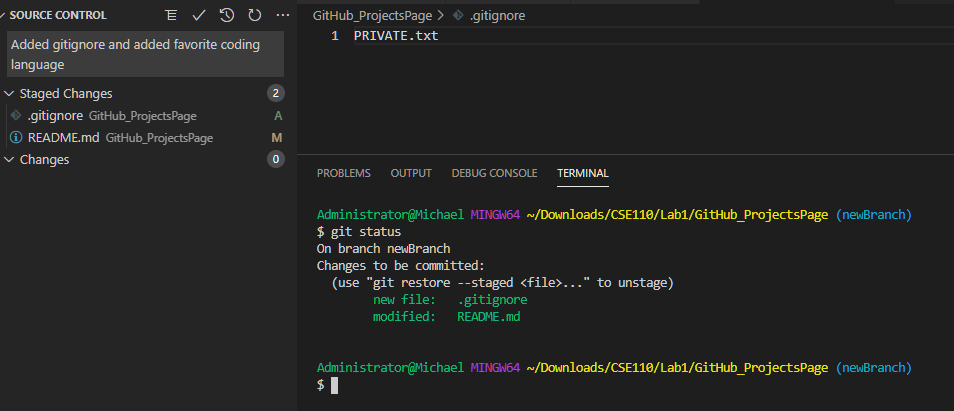 SOURCE CONTROL
Added gitignore and added favorite coding
language
Staged Changes 2
.gitignore GitHub_ProjectsPage A
README.md GitHub_ProjectsPage M
Changes 0
GitHub_ProjectsPage > .gitignore
1 PRIVATE.txt
PROBLEMS OUTPUT DEBUG CONSOLE TERMINAL
Administrator@Michael MINGW64 ~/Downloads/CSE110/Lab1/GitHub_ProjectsPage (newBranch)
$ git status
On branch newBranch
Changes to be committed:
(use "git restore --staged <file>..." to unstage)
new file: .gitignore
modified: README.md
Administrator@Michael MINGW64 ~/Downloads/CSE110/Lab1/GitHub_ProjectsPage (newBranch)
$